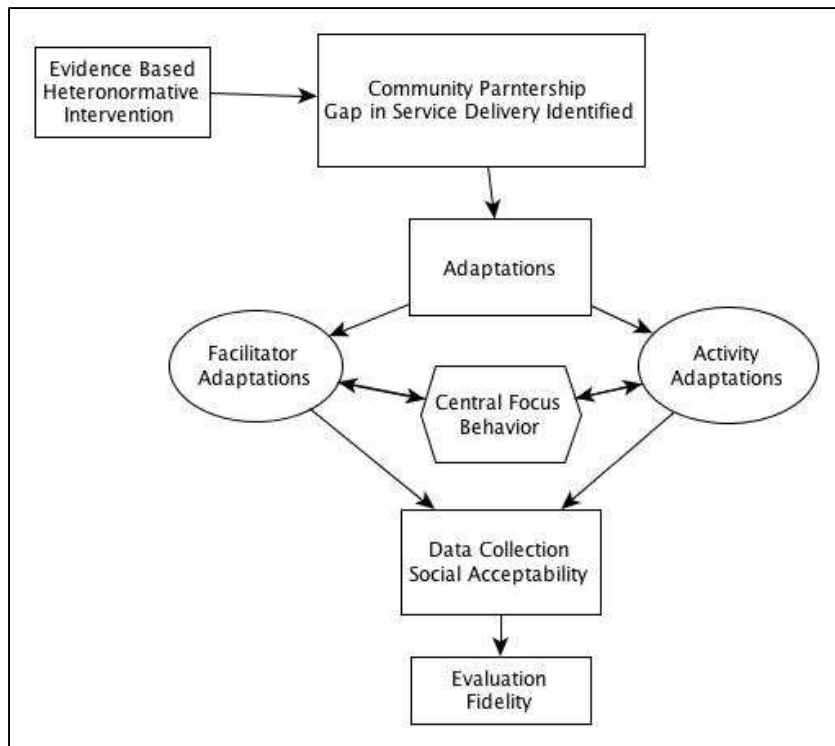 Evidence Based
Heteronormative
Intervention
Community Parntership
Gap in Service Delivery Identified
Adaptations
Facilitator
Adaptations
Central Focus
Behavior
Activity
Adaptations
Data Collection
Social Acceptability
Evaluation
Fidelity